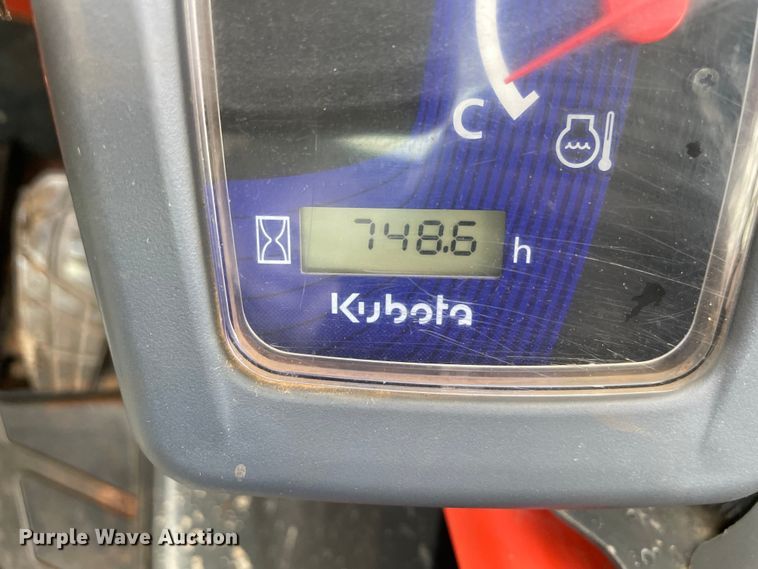 C
748.6 h
Kubota
Purple Wave Auction